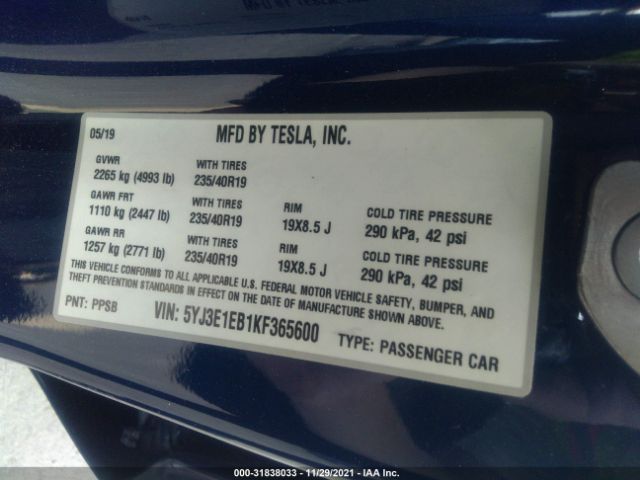 05/19 MFD BY TESLA, INC.
GVWR WITH TIRES
2265 kg (4993 lb) 235/40R19
GAWR FRT WITH TIRES RIM COLD TIRE PRESSURE
1110 kg (2447 lb) 235/40R19 19X8.5 J 290 kPa, 42 psi
GAWR RR WITH TIRES RIM COLD TIRE PRESSURE
1257 kg (2771 lb) 235/40R19 19X8.5 J 290 kPa, 42 psi
THIS VEHICLE CONFORMS TO ALL APPLICABLE U.S. FEDERAL MOTOR VEHICLE SAFETY, BUMPER, AND
THEFT PREVENTION STANDARDS IN EFFECT ON THE DATE OF MANUFACTURE SHOWN ABOVE.
PNT: PPSB VIN: 5YJ3E1EB1KF365600 TYPE: PASSENGER CAR
000-31838033 - 11/29/2021 - IAA Inc.